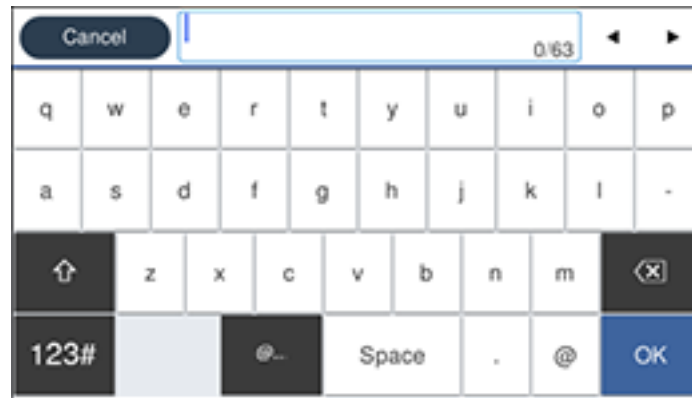 Cancel 0/63
q w e r t y u i o p
a s d f g h j k l -
z x c v b n m
123# @... Space . @ OK